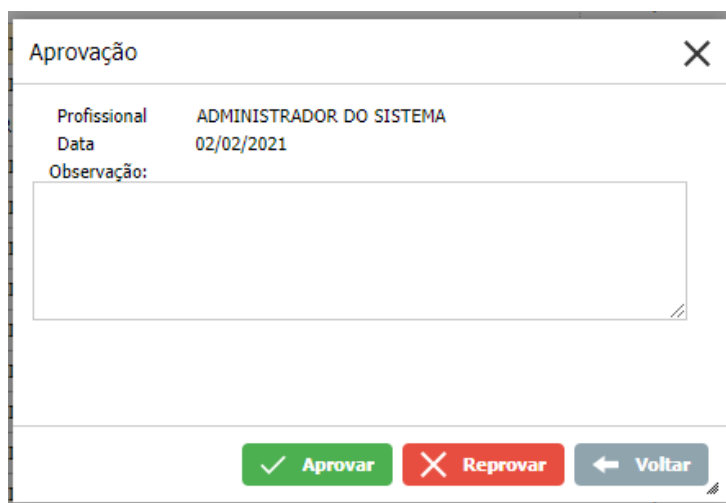 Aprovação
Profissional ADMINISTRADOR DO SISTEMA
Data 02/02/2021
Observação:
Aprovar Reprovar Voltar